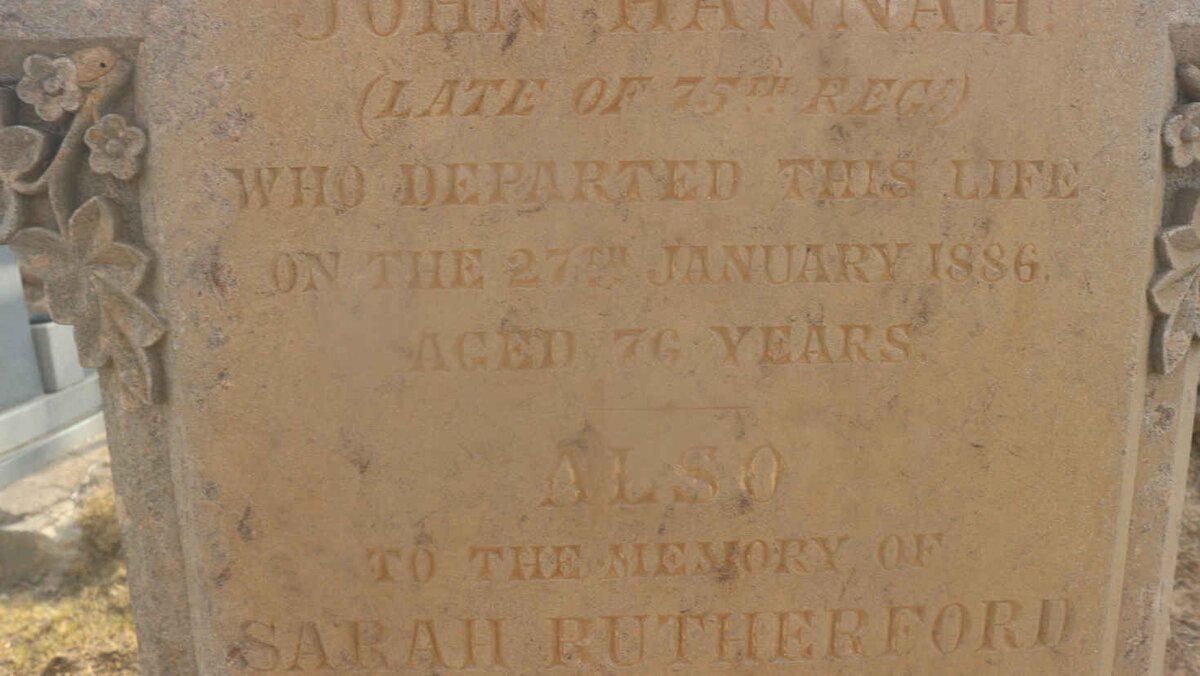 JOHN HANNAH.
(LATE OF 75TH REGT)
WHO DEPARTED THIS LIFE
ON THE 27TH JANUARY 1886.
AGED 76 YEARS.
ALSO
TO THE MEMORY OF
SARAH RUTHERFORD